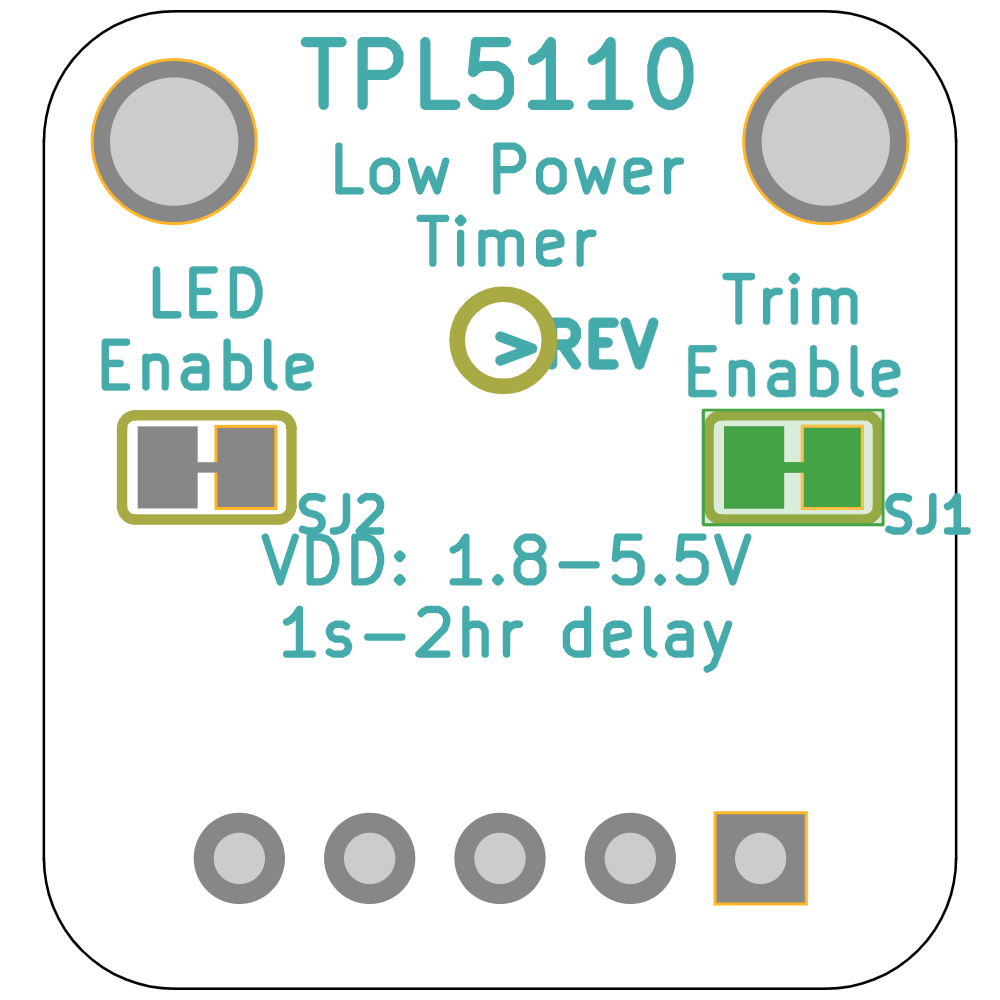 TPL5110
Low Power
Timer
LED
Enable
>REV
Trim
Enable
SJ2
SJ1
VDD: 1.8-5.5V
1s-2hr delay